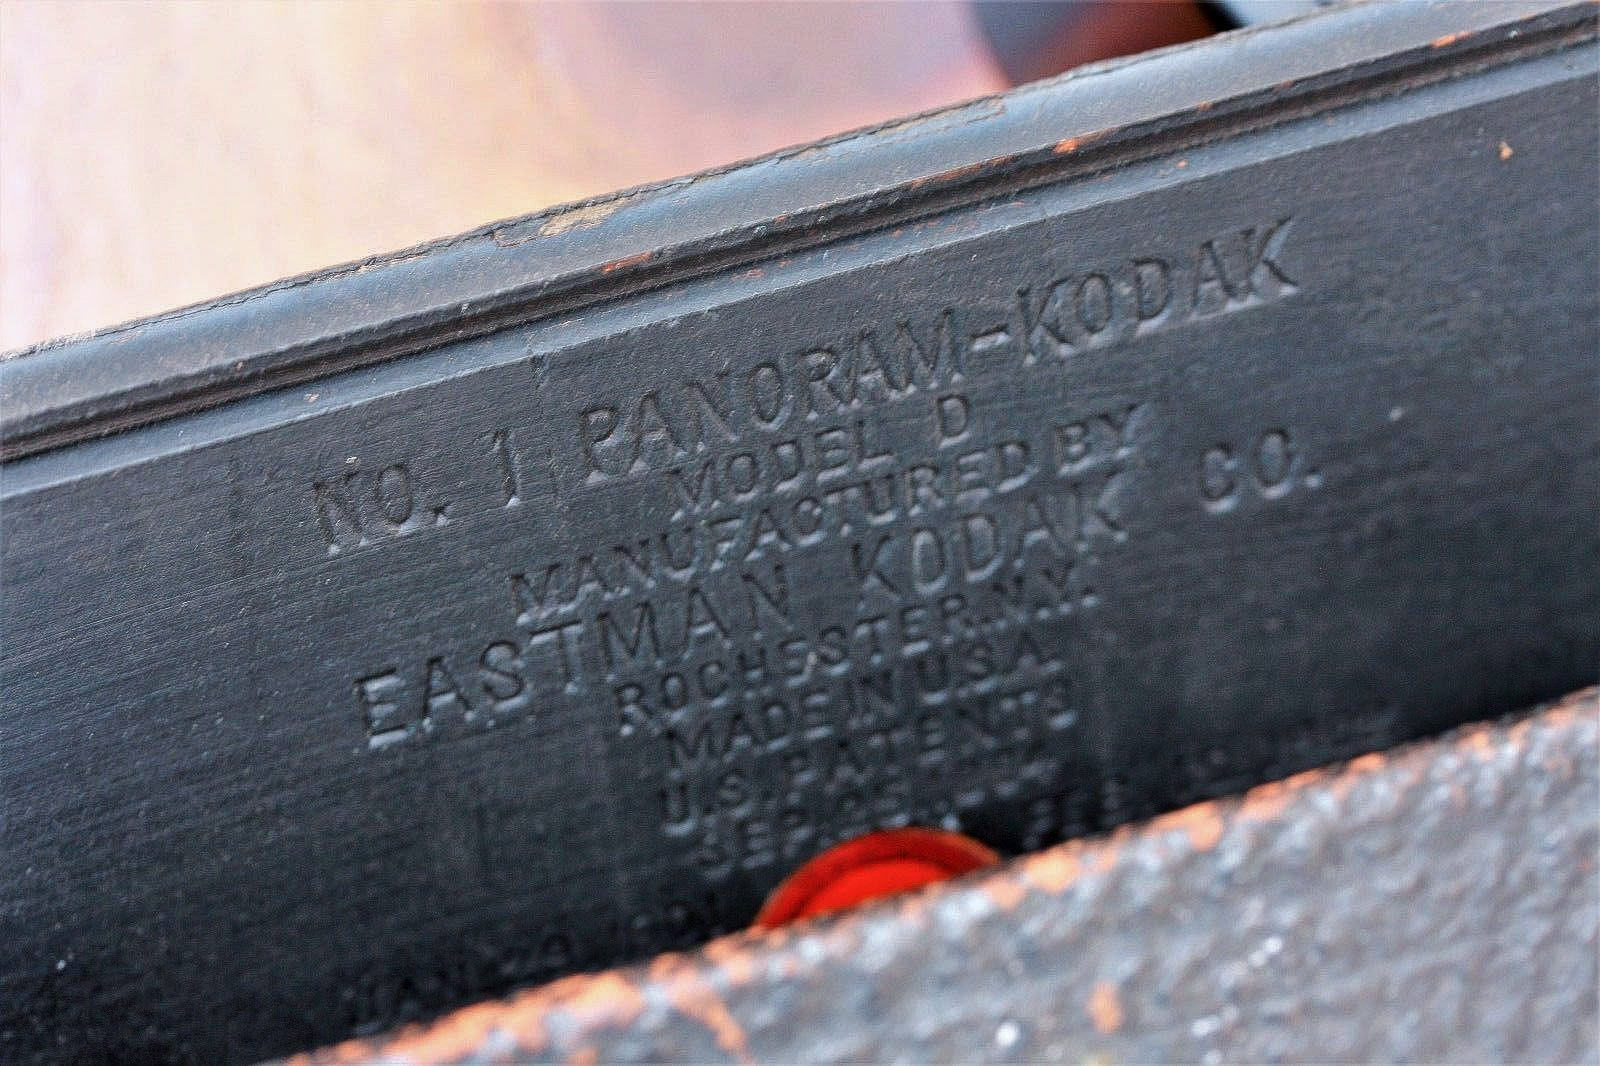 NO. 1 PANORAM-KODAK
MODEL D
MANUFACTURED BY
EASTMAN KODAK CO.
ROCHESTER.N.Y.
MADE IN U.S.A.
U.S. PATENTS